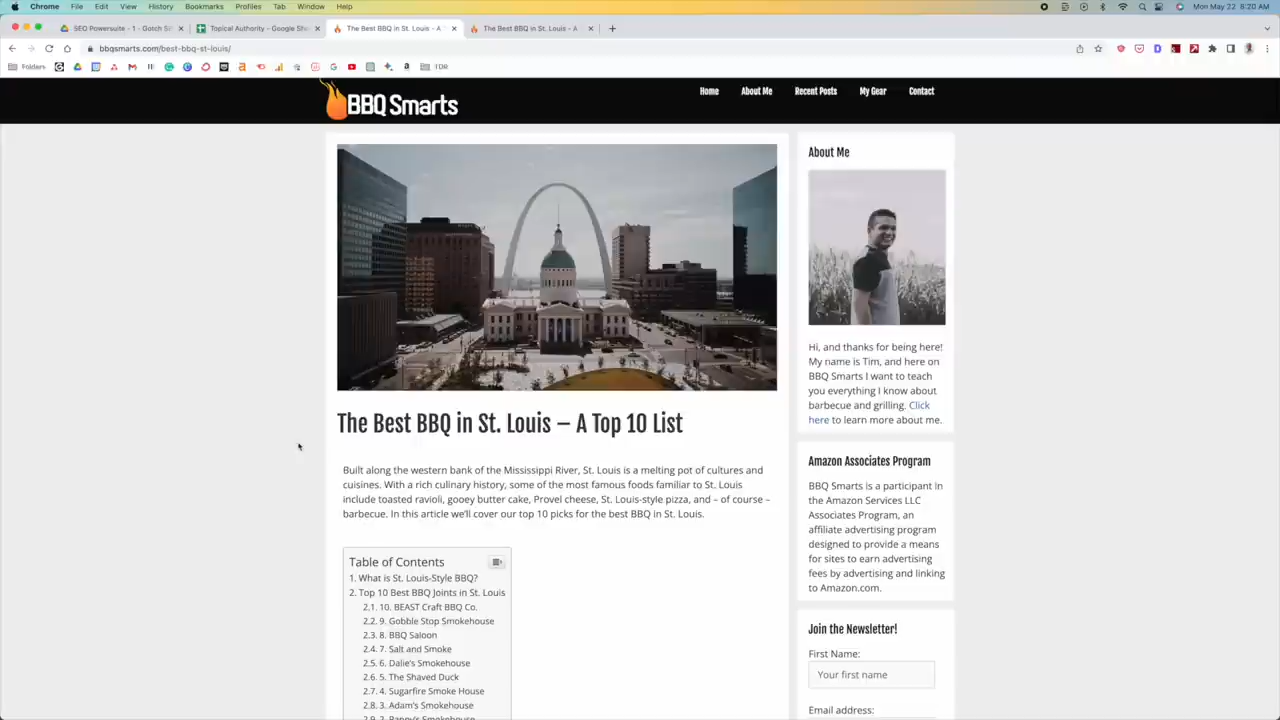 Chrome File Edit View History Bookmarks Profiles Tab Window Help
Mon May 22 8:20 AM
SEO Powersuite - 1 - Gotch SE
Topical Authority - Google She
The Best BBQ in St. Louis - A
The Best BBQ in St. Louis - A
bbqsmarts.com/best-bbq-st-louis/
Folders
TDR
BBQ Smarts
Home About Me Recent Posts My Gear Contact
The Best BBQ in St. Louis – A Top 10 List
Built along the western bank of the Mississippi River, St. Louis is a melting pot of cultures and
cuisines. With a rich culinary history, some of the most famous foods familiar to St. Louis
include toasted ravioli, gooey butter cake, Provel cheese, St. Louis-style pizza, and – of course –
barbecue. In this article we'll cover our top 10 picks for the best BBQ in St. Louis.
Table of Contents
1. What is St. Louis-Style BBQ?
2. Top 10 Best BBQ Joints in St. Louis
2.1. 10. BEAST Craft BBQ Co.
2.2. 9. Gobble Stop Smokehouse
2.3. 8. BBQ Saloon
2.4. 7. Salt and Smoke
2.5. 6. Dalie's Smokehouse
2.6. 5. The Shaved Duck
2.7. 4. Sugarfire Smoke House
2.8. 3. Adam's Smokehouse
2.9. 2. Pappy's Smokehouse
About Me
Hi, and thanks for being here!
My name is Tim, and here on
BBQ Smarts I want to teach
you everything I know about
barbecue and grilling. Click
here to learn more about me.
Amazon Associates Program
BBQ Smarts is a participant in
the Amazon Services LLC
Associates Program, an
affiliate advertising program
designed to provide a means
for sites to earn advertising
fees by advertising and linking
to Amazon.com.
Join the Newsletter!
First Name:
Your first name
Email address: